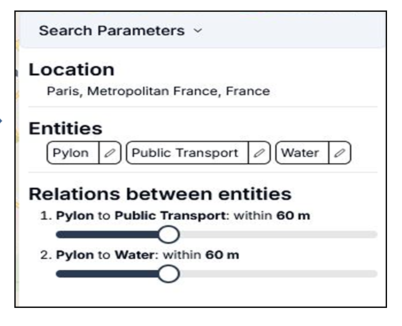 Search Parameters
Location
Paris, Metropolitan France, France
Entities
Pylon Public Transport Water
Relations between entities
1. Pylon to Public Transport: within 60 m
2. Pylon to Water: within 60 m